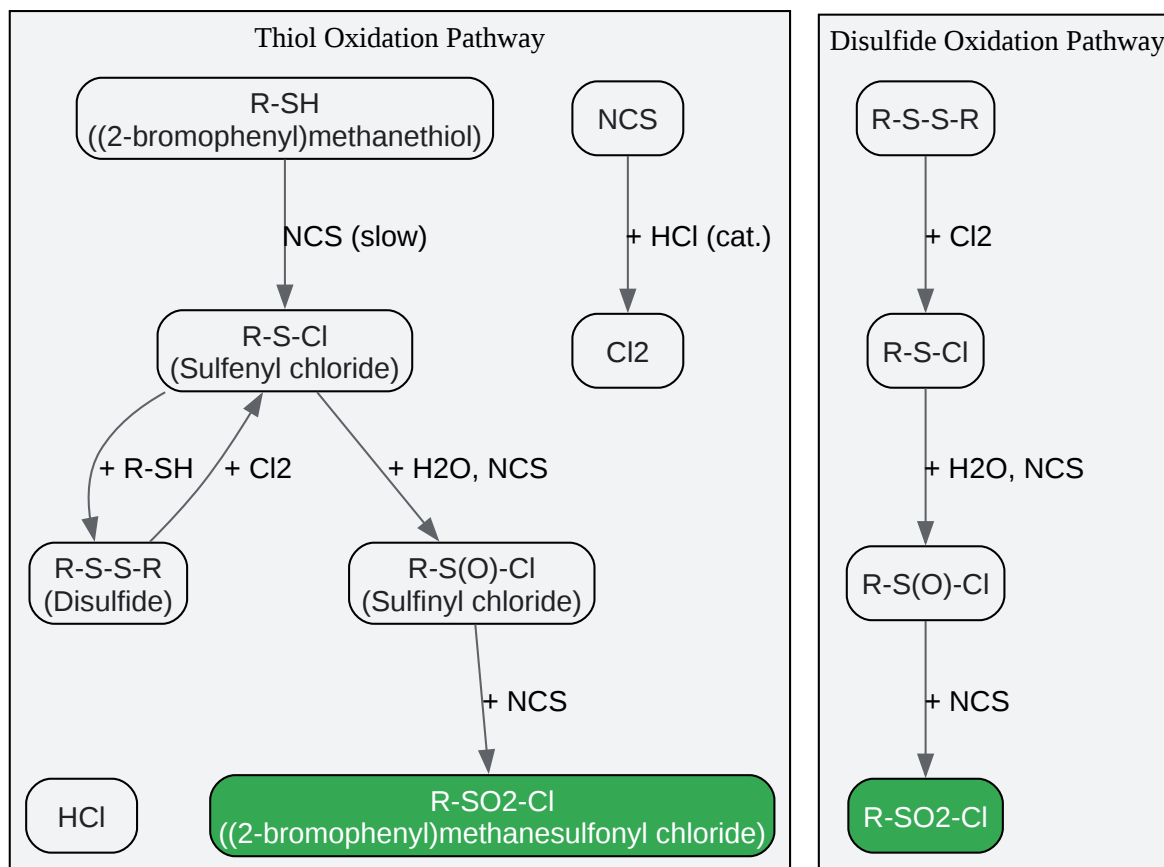 Thiol Oxidation Pathway
R-SH
((2-bromophenyl)methanethiol)
NCS
NCS (slow)
+ HCl (cat.)
R-S-Cl
(Sulfenyl chloride)
Cl2
+ R-SH
+ Cl2
+ H2O, NCS
R-S-S-R
(Disulfide)
R-S(O)-Cl
(Sulfinyl chloride)
+ NCS
HCl
R-SO2-Cl
((2-bromophenyl)methanesulfonyl chloride)
Disulfide Oxidation Pathway
R-S-S-R
+ Cl2
R-S-Cl
+ H2O, NCS
R-S(O)-Cl
+ NCS
R-SO2-Cl